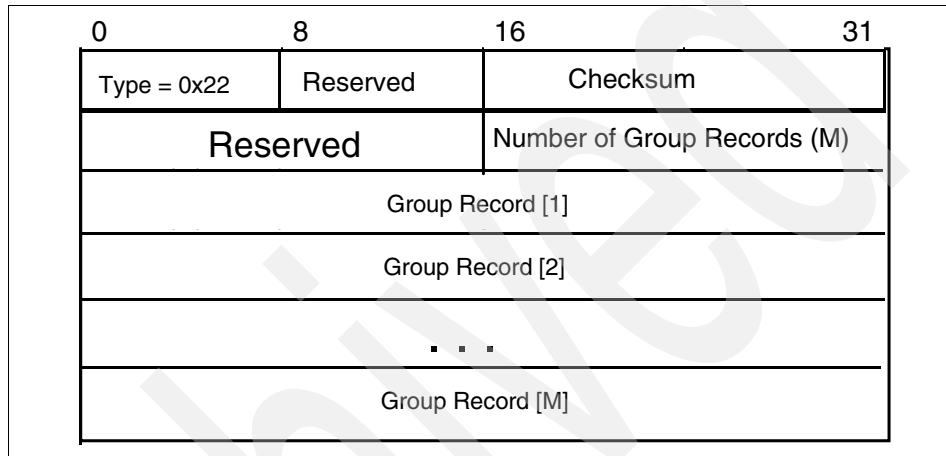 0 8 16 31
Type = 0x22 Reserved Checksum
Reserved Number of Group Records (M)
Group Record [1]
Group Record [2]
. . .
Group Record [M]